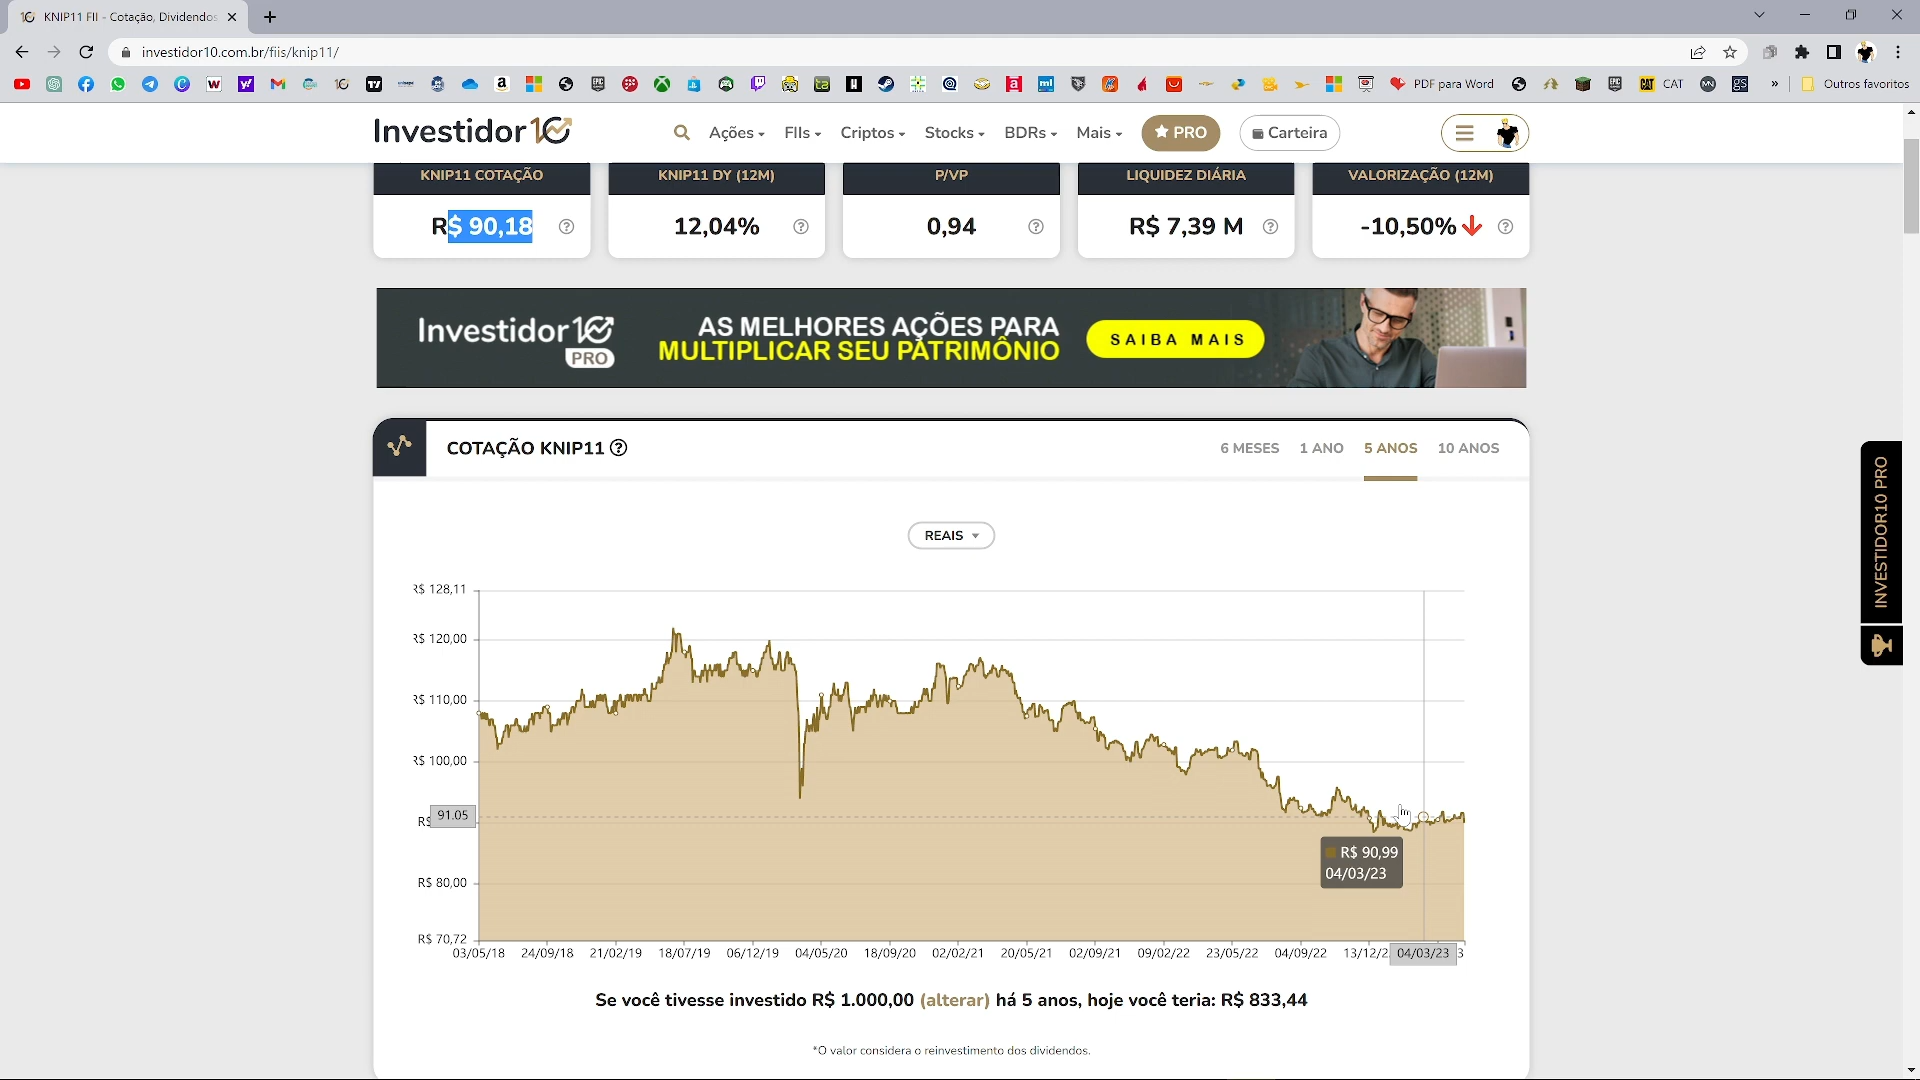 KNIP11 FII - Cotação, Dividendos
investidor10.com.br/fiis/knip11/
PDF para Word
CAT
Outros favoritos
Investidor10
Ações
FIIs
Criptos
Stocks
BDRs
Mais
PRO
Carteira
KNIP11 COTAÇÃO
KNIP11 DY (12M)
P/VP
LIQUIDEZ DIÁRIA
VALORIZAÇÃO (12M)
R$ 90,18
12,04%
0,94
R$ 7,39 M
-10,50%
Investidor10
PRO
AS MELHORES AÇÕES PARA
MULTIPLICAR SEU PATRIMÔNIO
SAIBA MAIS
COTAÇÃO KNIP11
6 MESES
1 ANO
5 ANOS
10 ANOS
INVESTIDOR10 PRO
REAIS
R$ 128,11
R$ 120,00
R$ 110,00
R$ 100,00
R$
91.05
R$ 80,00
R$ 70,72
R$ 90,99
04/03/23
03/05/18
24/09/18
21/02/19
18/07/19
06/12/19
04/05/20
18/09/20
02/02/21
20/05/21
02/09/21
09/02/22
23/05/22
04/09/22
13/12/2
04/03/23
3
Se você tivesse investido R$ 1.000,00 (alterar) há 5 anos, hoje você teria: R$ 833,44
*O valor considera o reinvestimento dos dividendos.